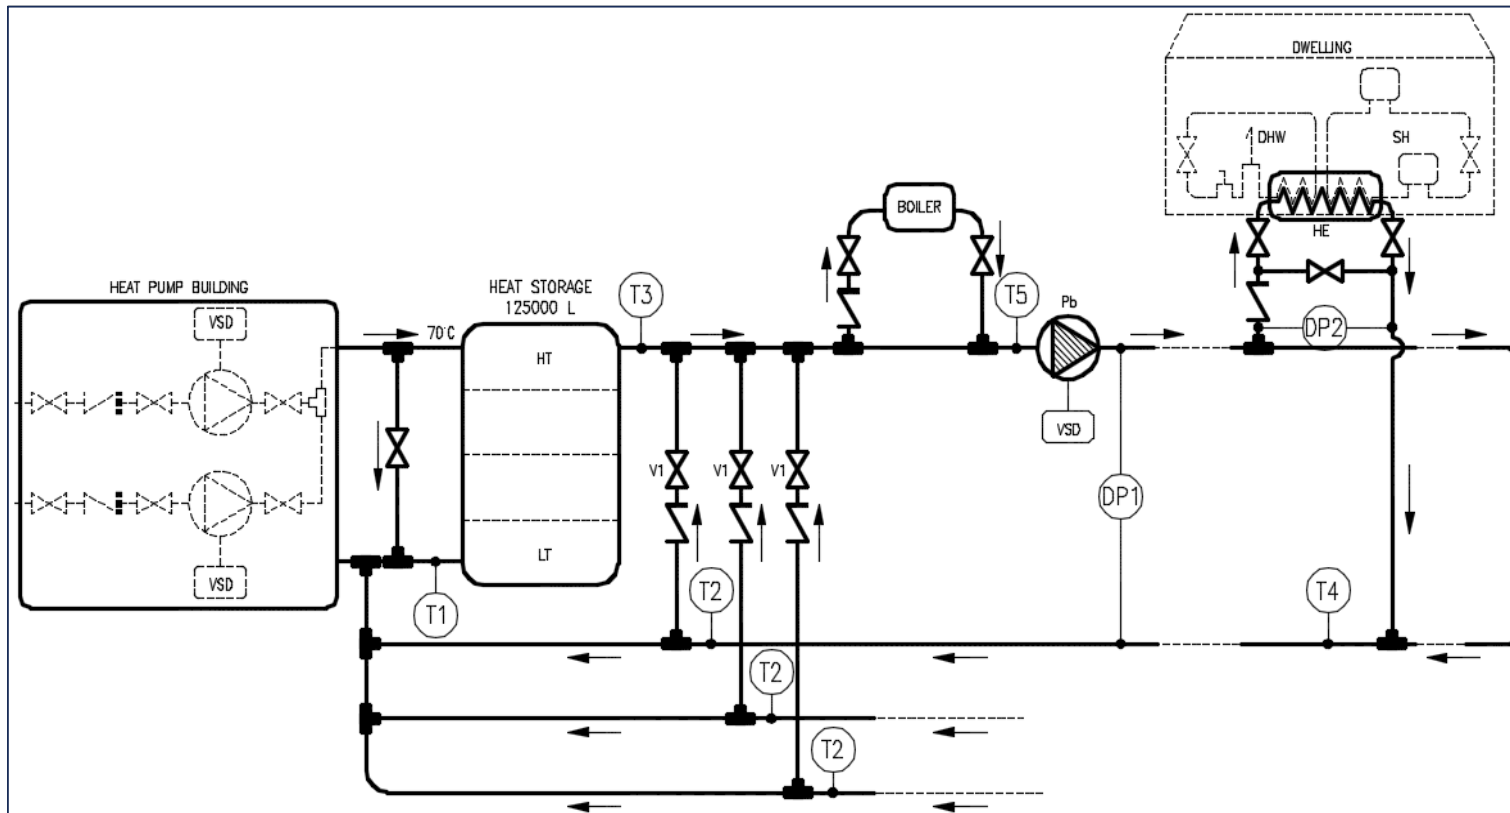 DWELLING
DHW
SH
HE
BOILER
HEAT PUMP BUILDING
HEAT STORAGE
125000 L
VSD
70°C
T3
T5
Pb
DP2
HT
VSD
V1
V1
V1
DP1
LT
VSD
T1
T2
T4
T2
T2